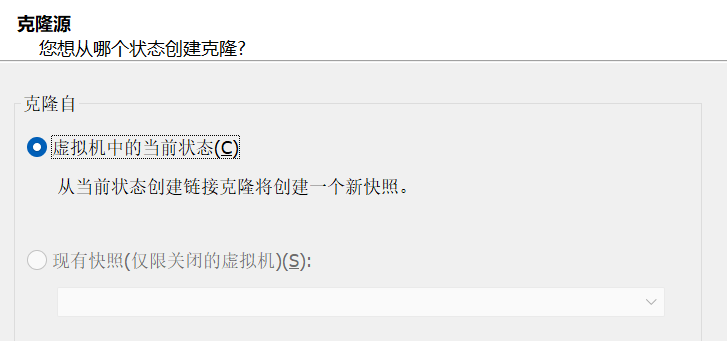 克隆源
您想从哪个状态创建克隆?
克隆自
虚拟机中的当前状态(C)
从当前状态创建链接克隆将创建一个新快照。
现有快照(仅限关闭的虚拟机)(S):